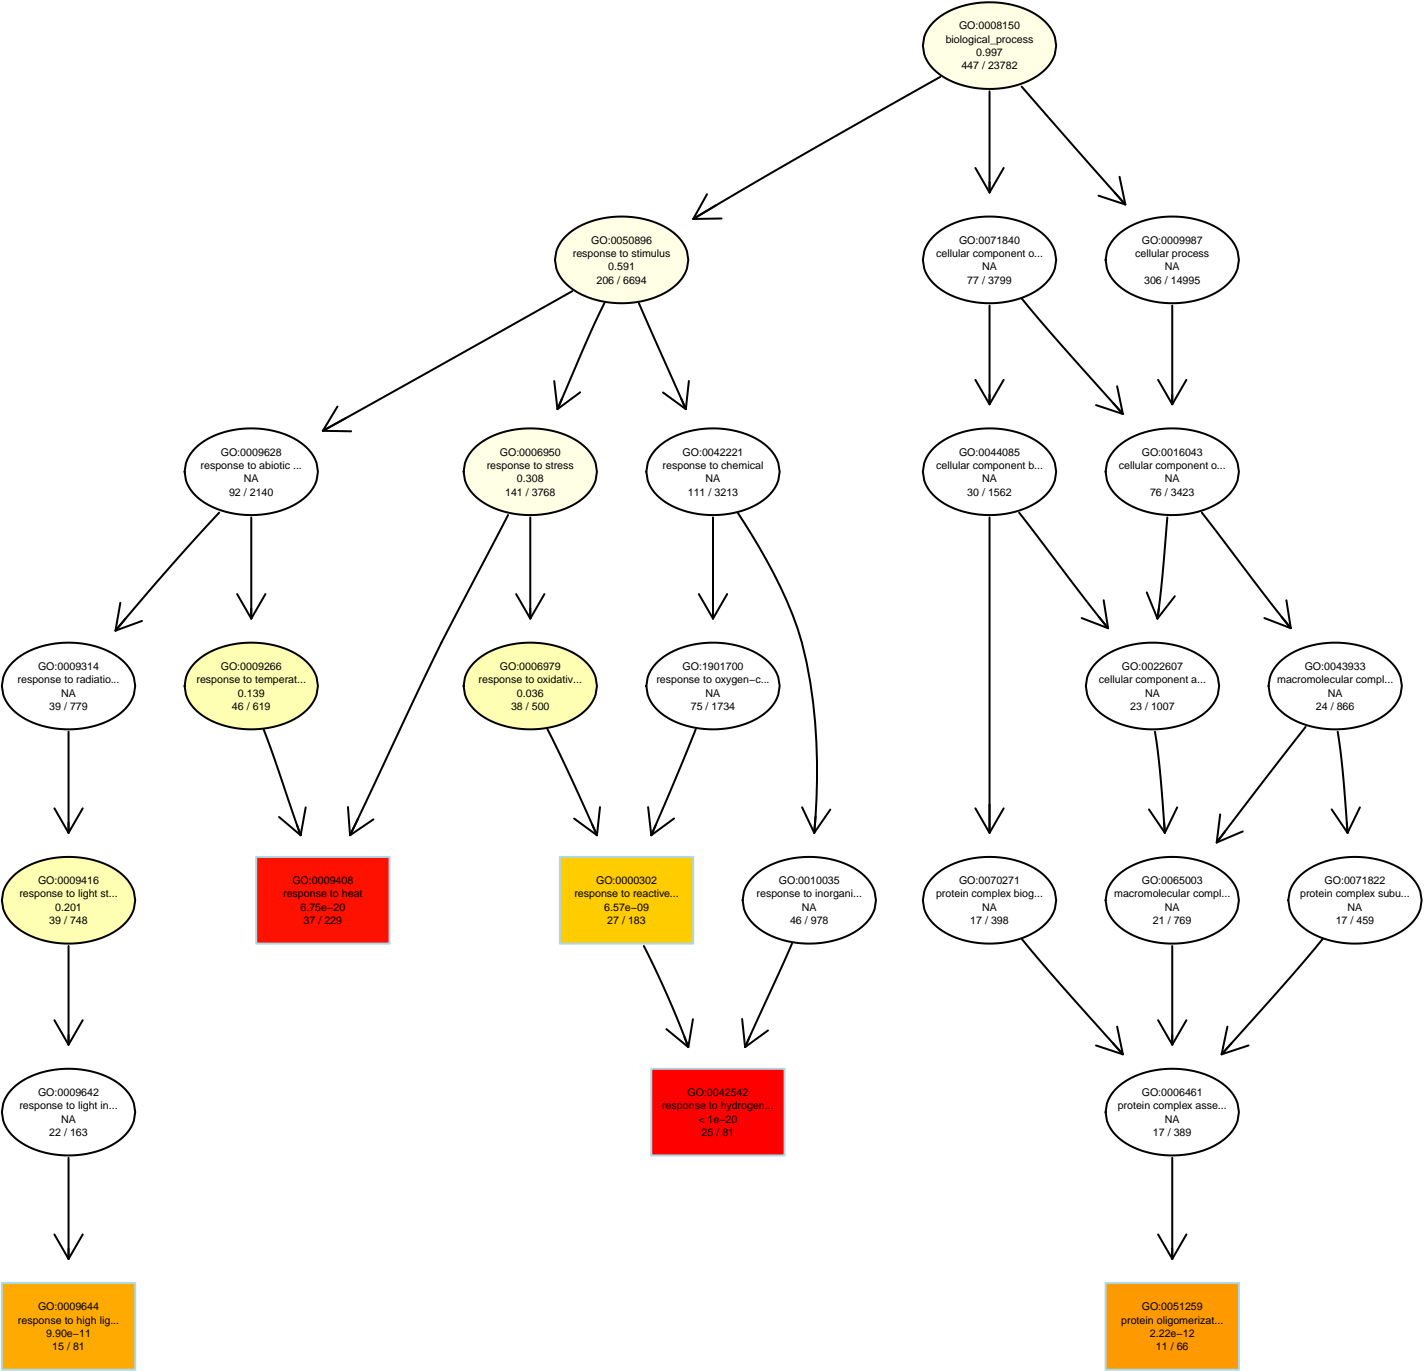 GO:0008150
biological_process
0.997
447 / 23782
GO:0050896
response to stimulus
0.591
206 / 6694
GO:0071840
cellular component o...
NA
77 / 3799
GO:0009987
cellular process
NA
306 / 14995
GO:0009628
response to abiotic ...
NA
92 / 2140
GO:0006950
response to stress
0.308
141 / 3768
GO:0042221
response to chemical
NA
111 / 3213
GO:0044085
cellular component b...
NA
30 / 1562
GO:0016043
cellular component o...
NA
76 / 3423
GO:0009314
response to radiatio...
NA
39 / 779
GO:0009266
response to temperat...
0.139
46 / 619
GO:0006979
response to oxidativ...
0.036
38 / 500
GO:1901700
response to oxygen−c...
NA
75 / 1734
GO:0022607
cellular component a...
NA
23 / 1007
GO:0043933
macromolecular compl...
NA
24 / 866
GO:0009416
response to light st...
0.201
39 / 748
GO:0009408
response to heat
6.75e−20
37 / 229
GO:0000302
response to reactive...
6.57e−09
27 / 183
GO:0010035
response to inorgani...
NA
46 / 978
GO:0070271
protein complex biog...
NA
17 / 398
GO:0065003
macromolecular compl...
NA
21 / 769
GO:0071822
protein complex subu...
NA
17 / 459
GO:0009642
response to light in...
NA
22 / 163
GO:0042542
response to hydrogen...
< 1e−20
25 / 81
GO:0006461
protein complex asse...
NA
17 / 389
GO:0009644
response to high lig...
9.90e−11
15 / 81
GO:0051259
protein oligomerizat...
2.22e−12
11 / 66